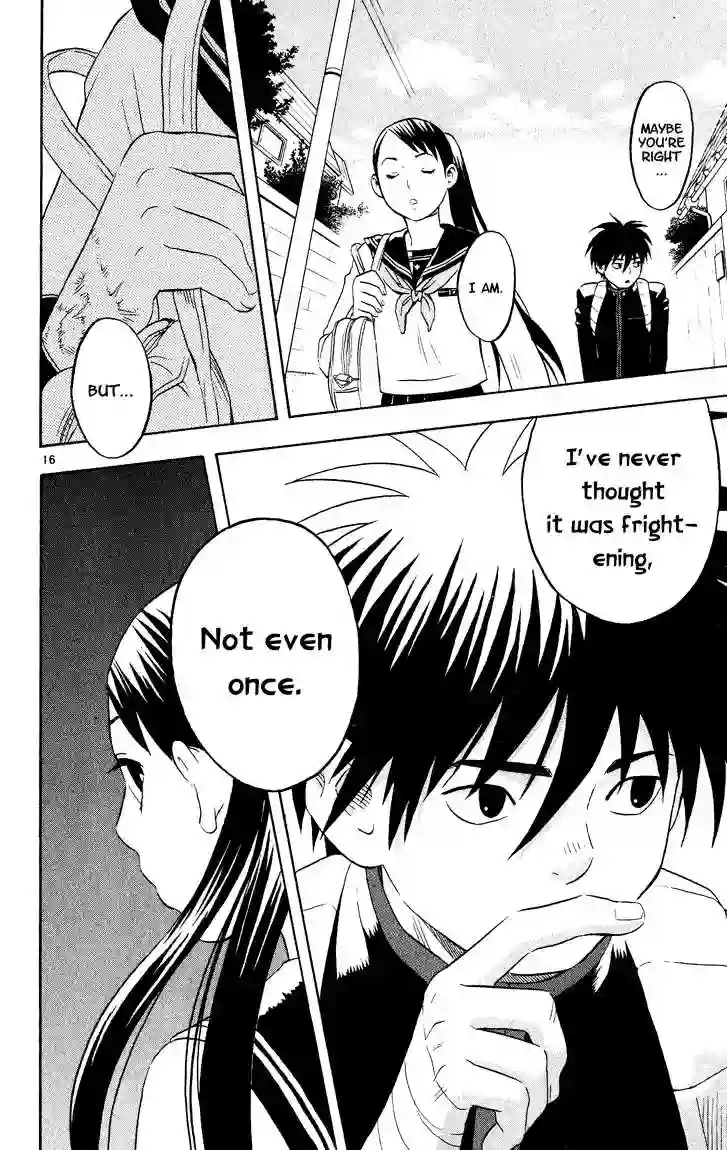 MAYBE
YOU'RE
RIGHT
...
I AM.
BUT...
16
I've never
thought
it was fright-
ening,
Not even
once.